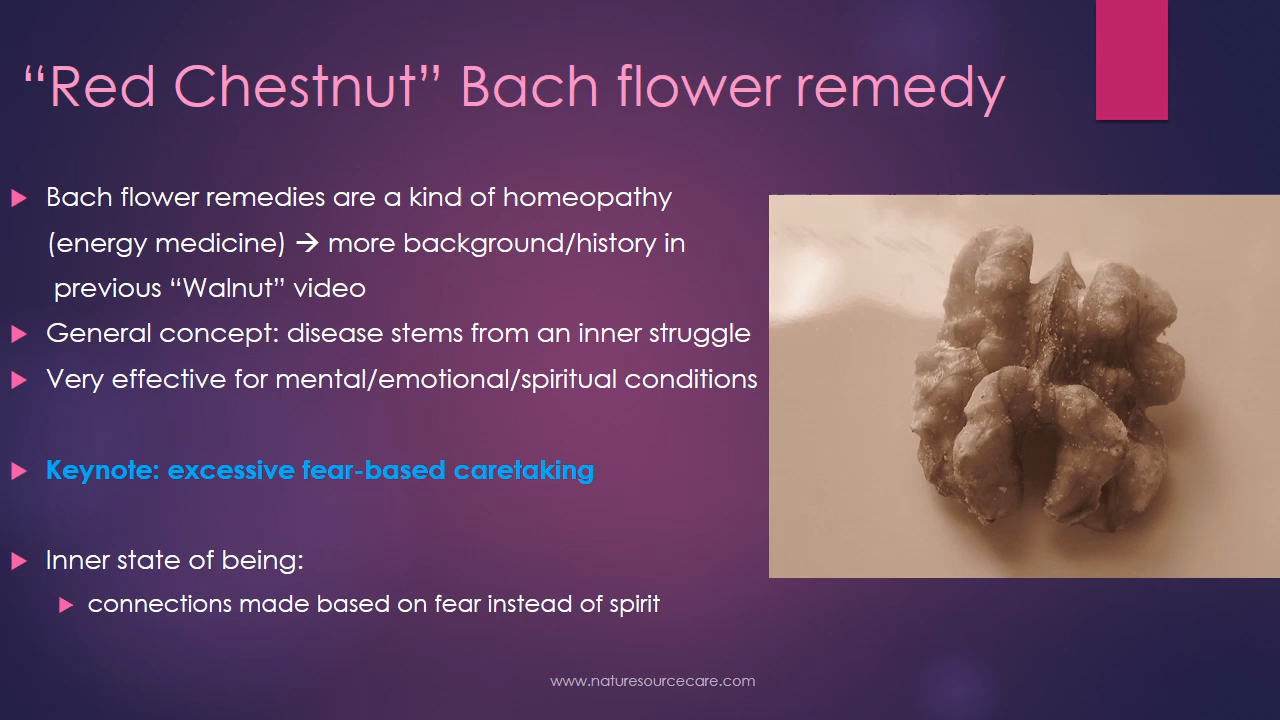 “Red Chestnut” Bach flower remedy
Bach flower remedies are a kind of homeopathy
(energy medicine) → more background/history in
previous “Walnut” video
General concept: disease stems from an inner struggle
Very effective for mental/emotional/spiritual conditions
Keynote: excessive fear-based caretaking
Inner state of being:
connections made based on fear instead of spirit
www.naturesourcecare.com